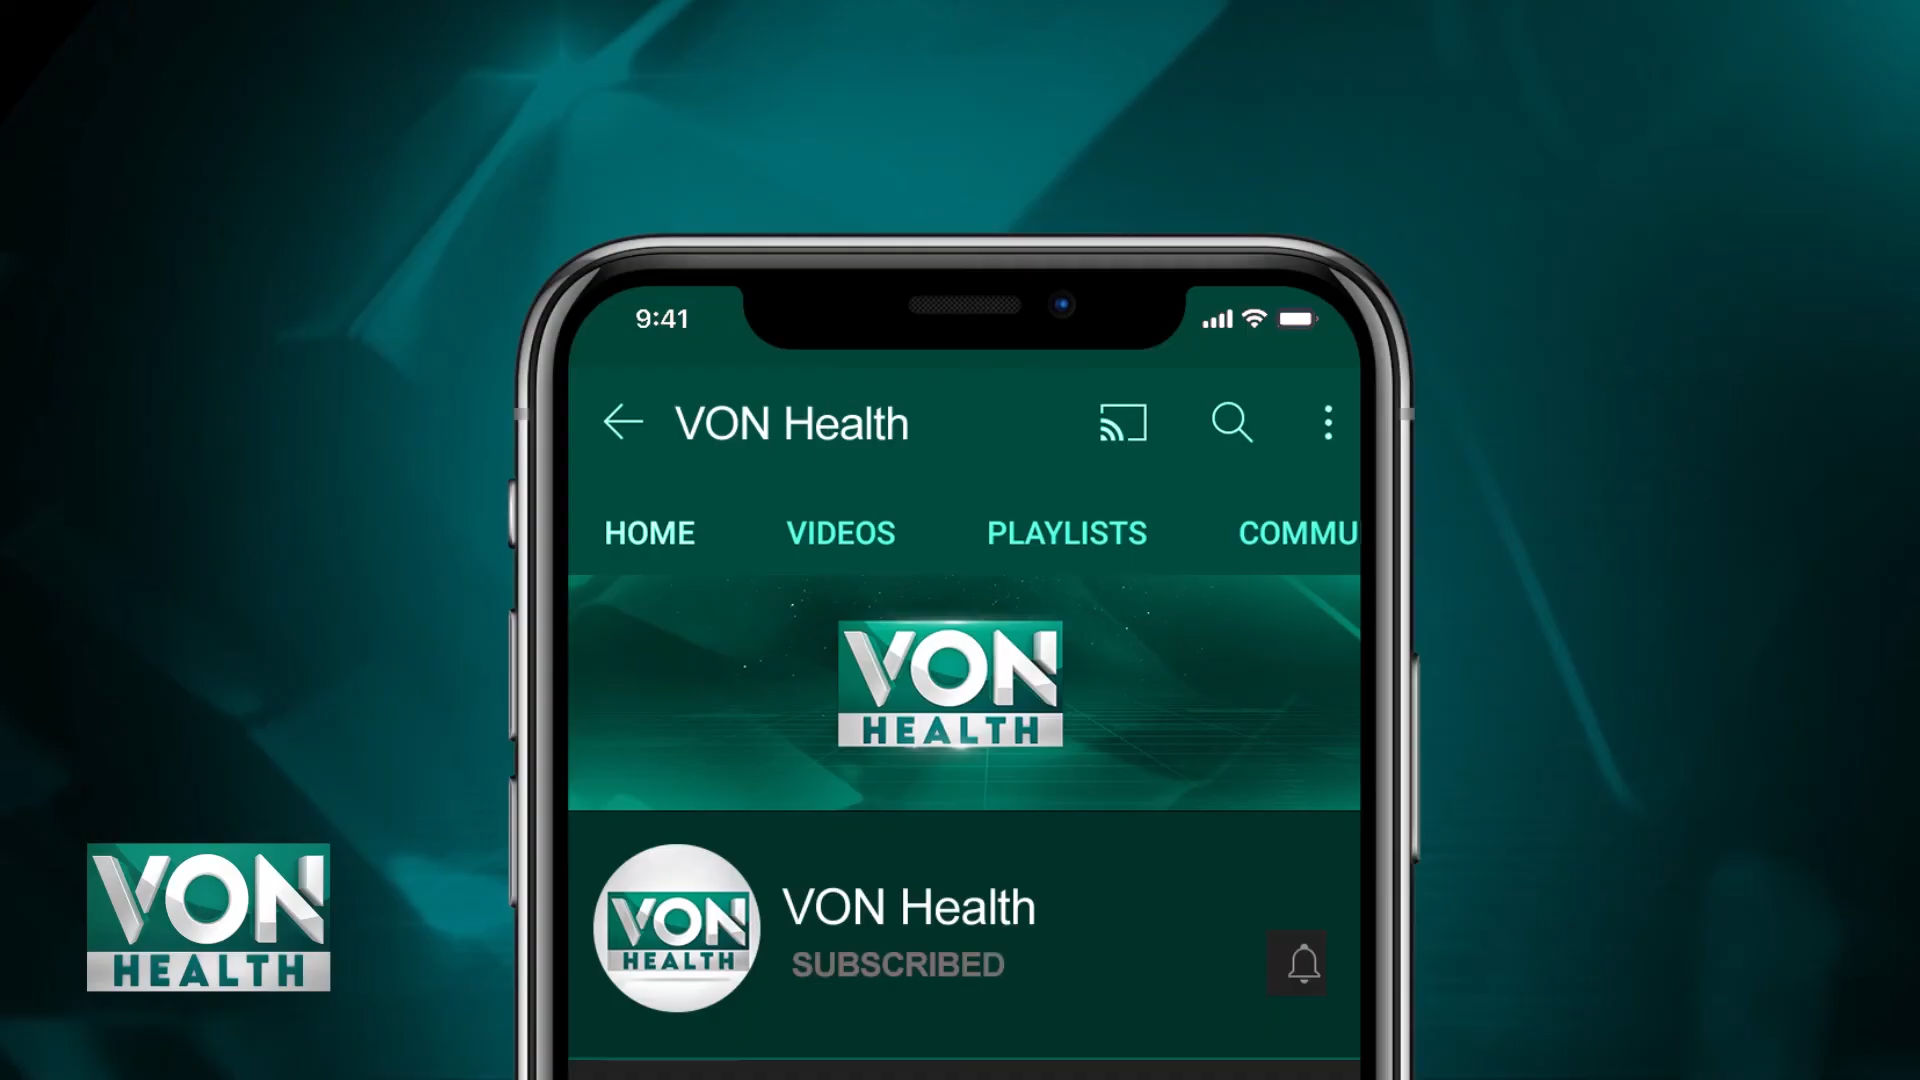 9:41
VON Health
HOME VIDEOS PLAYLISTS COMMU
VON
HEALTH
VON
HEALTH
VON Health
SUBSCRIBED
VON
HEALTH